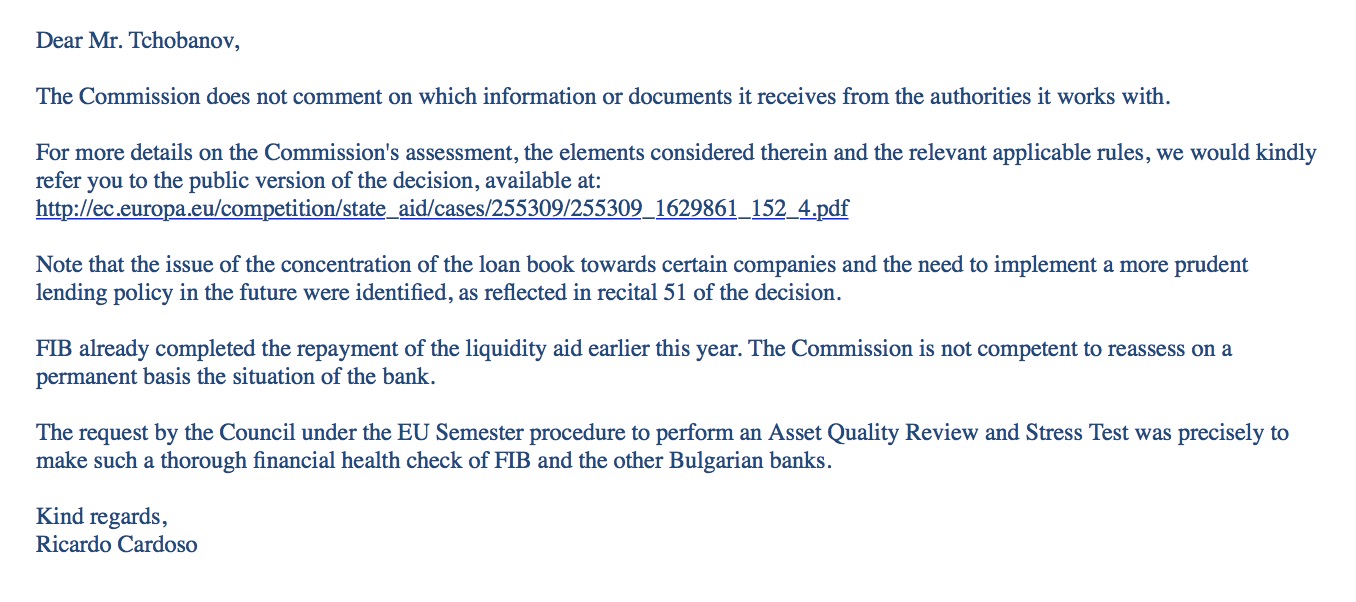 Dear Mr. Tchobanov,
The Commission does not comment on which information or documents it receives from the authorities it works with.
For more details on the Commission's assessment, the elements considered therein and the relevant applicable rules, we would kindly
refer you to the public version of the decision, available at:
http://ec.europa.eu/competition/state_aid/cases/255309/255309_1629861_152_4.pdf
Note that the issue of the concentration of the loan book towards certain companies and the need to implement a more prudent
lending policy in the future were identified, as reflected in recital 51 of the decision.
FIB already completed the repayment of the liquidity aid earlier this year. The Commission is not competent to reassess on a
permanent basis the situation of the bank.
The request by the Council under the EU Semester procedure to perform an Asset Quality Review and Stress Test was precisely to
make such a thorough financial health check of FIB and the other Bulgarian banks.
Kind regards,
Ricardo Cardoso